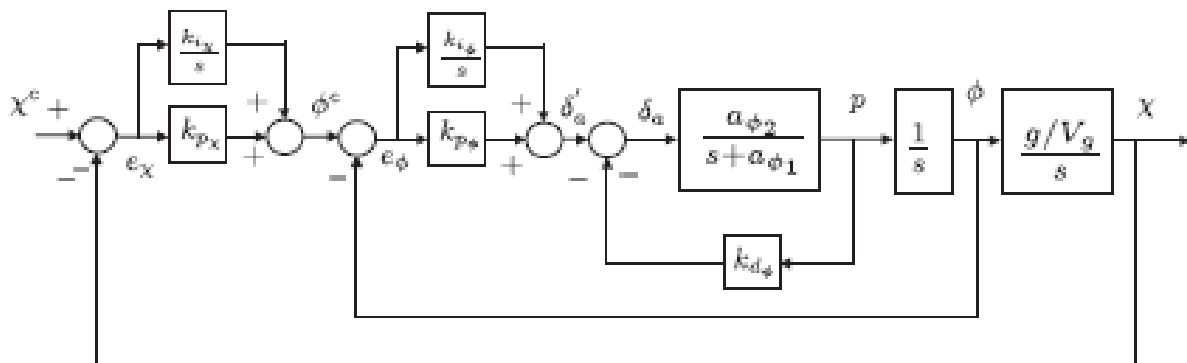 k_{i_χ}/s
k_{i_ϕ}/s
χ^c + − − e_χ
k_{p_χ}
+ + ϕ^c − e_ϕ
k_{p_ϕ}
+ + δ'_a − − δ_a
a_{ϕ2}/(s+a_{ϕ1})
p
1/s
ϕ
g/V_g/s
χ
k_{d_ϕ}